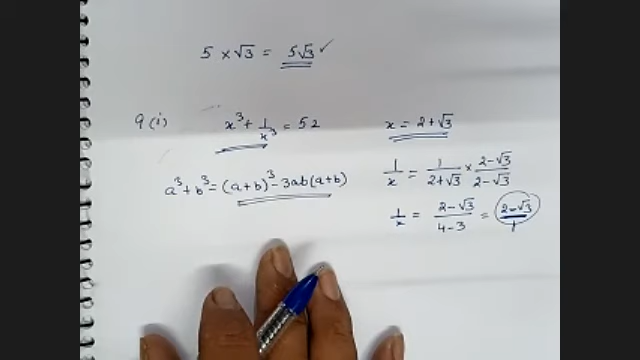 5 × √3 = 5√3 ✓
9 (i) x³ + 1/x³ = 52
a³ + b³ = (a+b)³ - 3ab(a+b)
x = 2 + √3
1/x = 1/(2+√3) × (2-√3)/(2-√3)
1/x = (2-√3)/(4-3) = (2-√3)/1